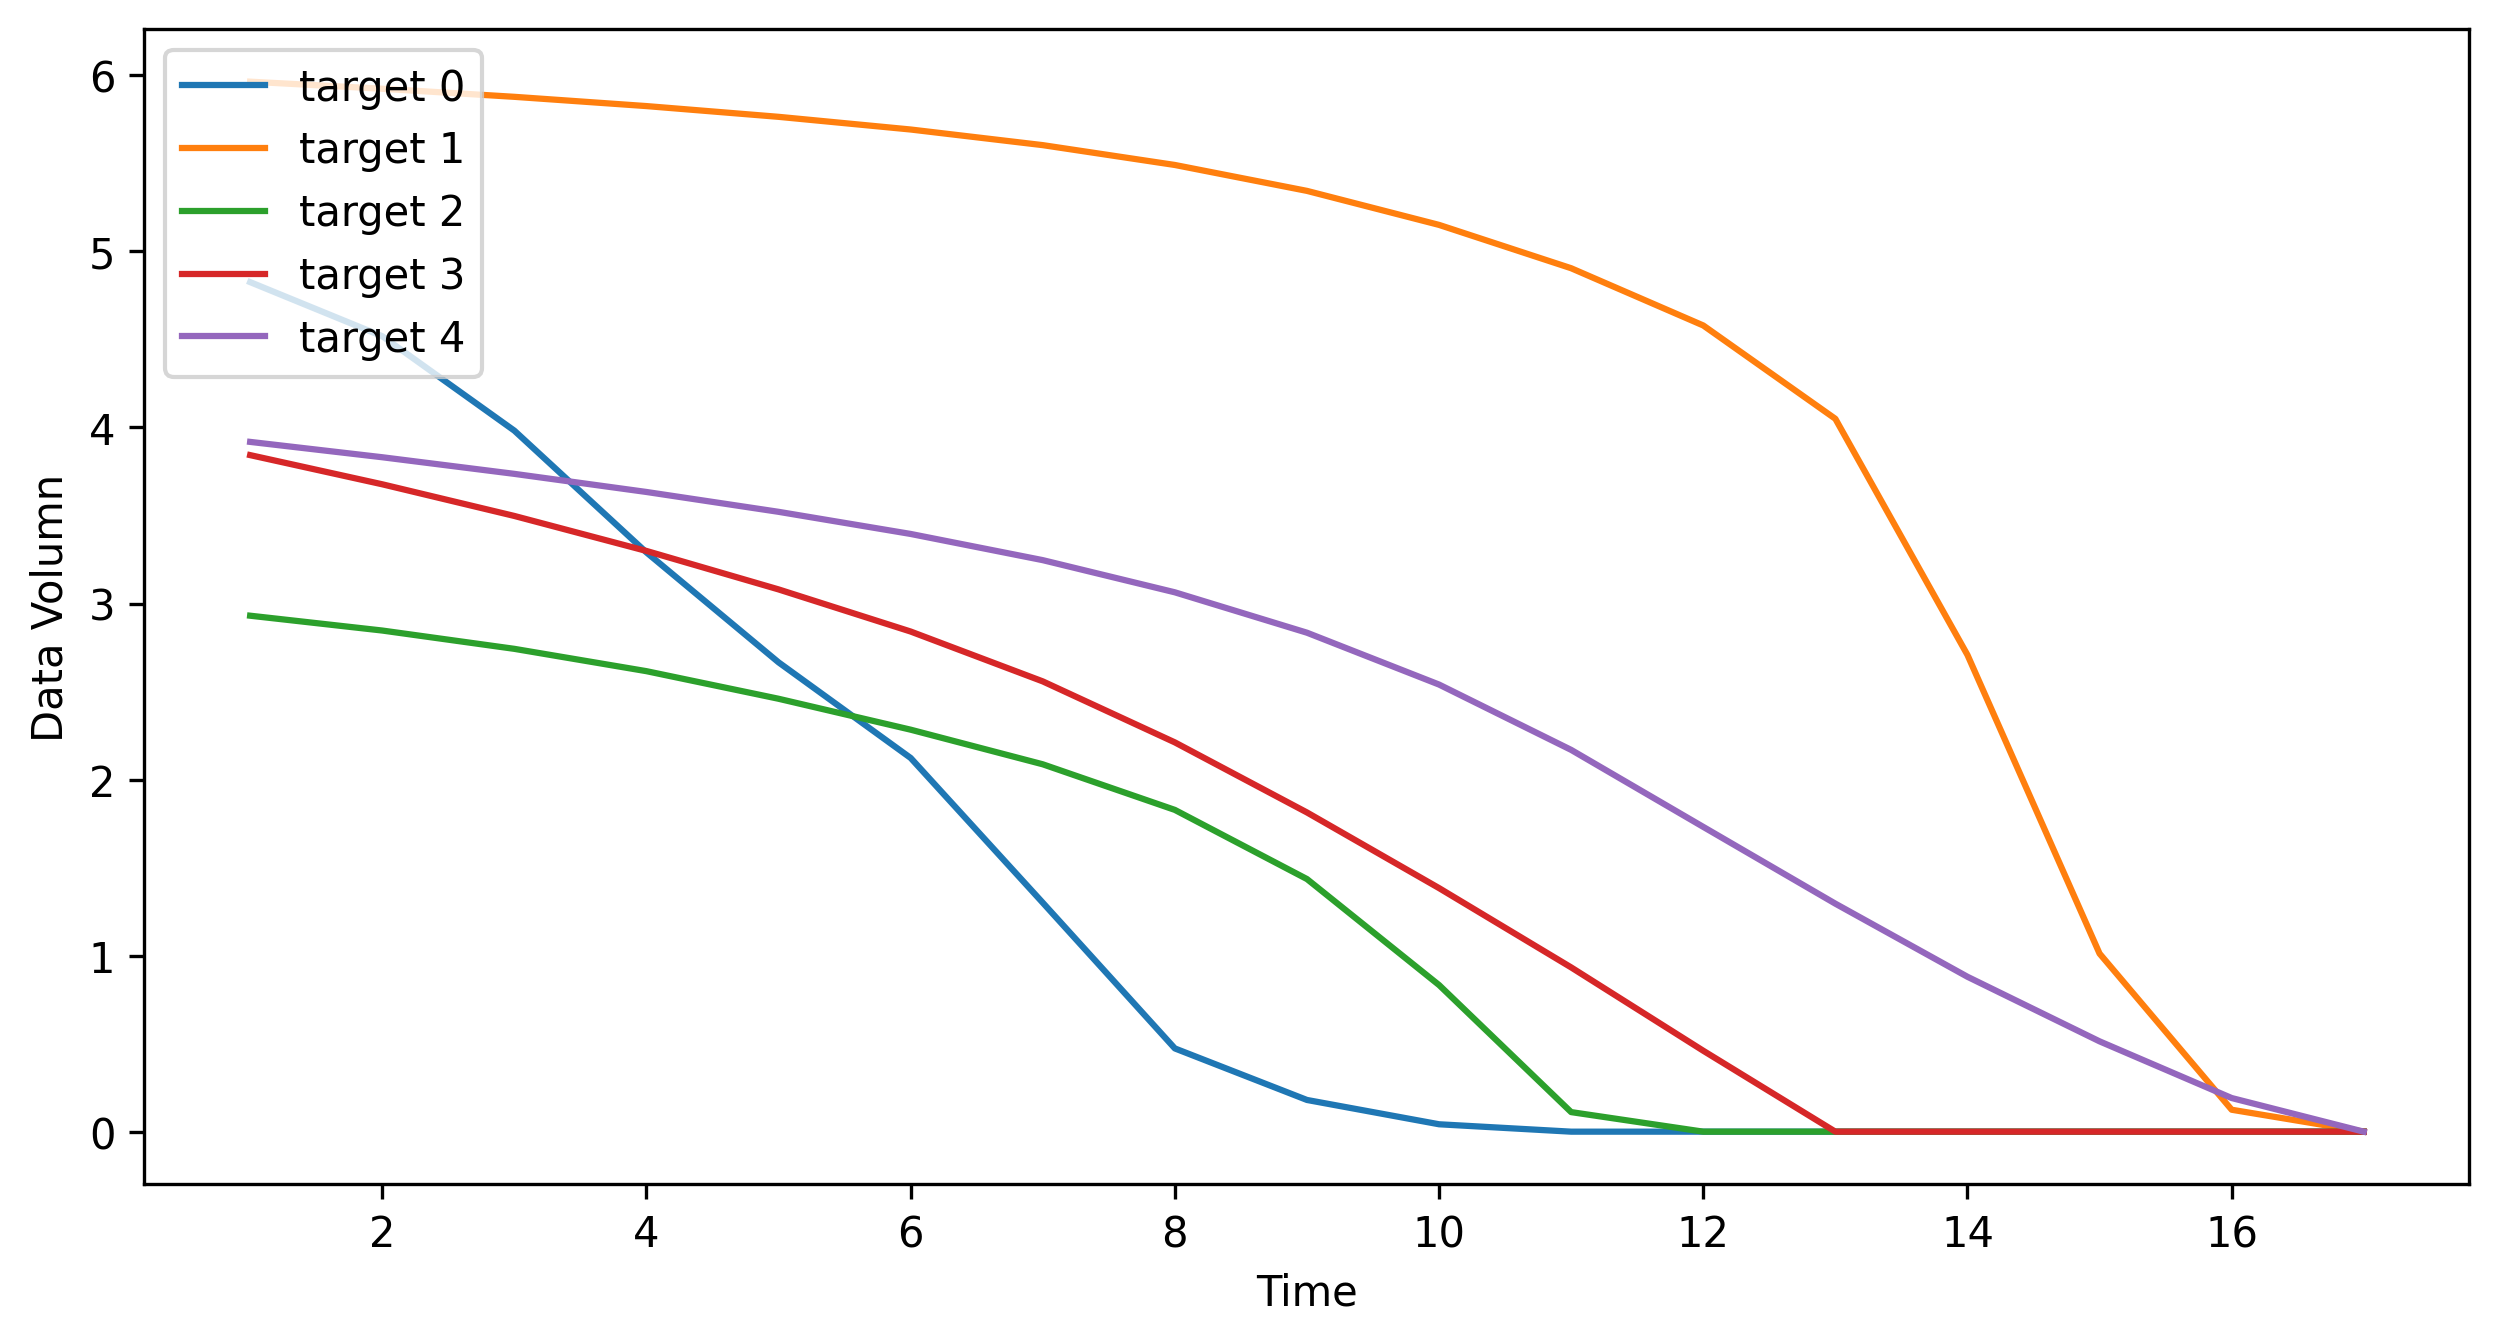 6
5
4
3
2
1
0
Data Volumn
target 0
target 1
target 2
target 3
target 4
2 4 6 8 10 12 14 16
Time